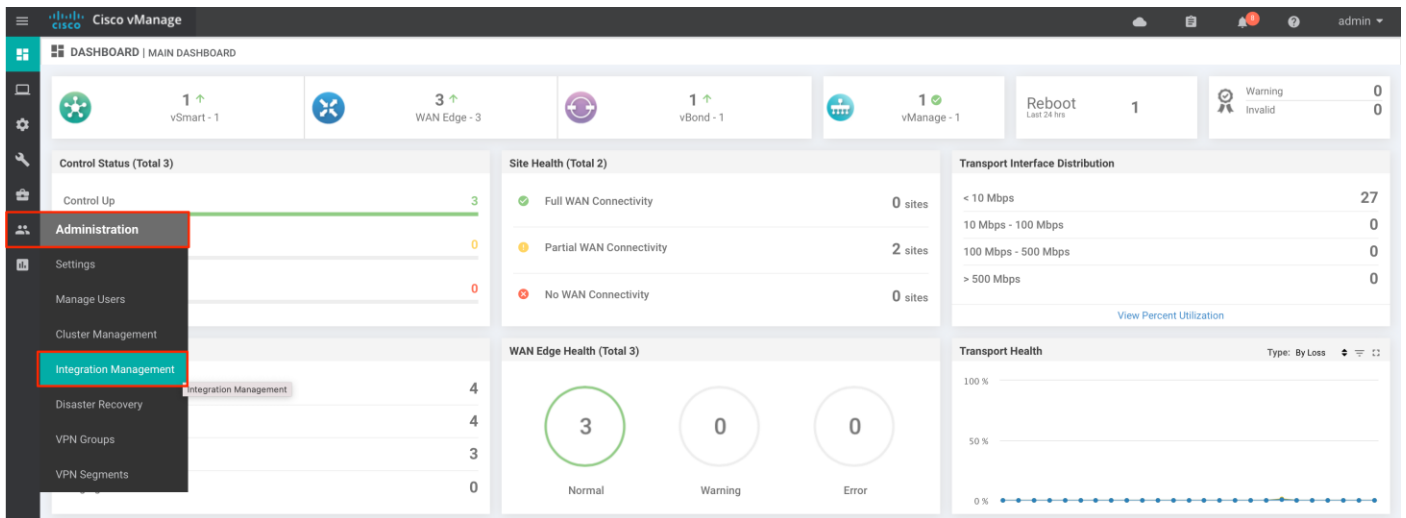 cisco Cisco vManage
8
admin
DASHBOARD | MAIN DASHBOARD
1
vSmart - 1
3
WAN Edge - 3
1
vBond - 1
1
vManage - 1
Reboot
Last 24 hrs
1
Warning 0
Invalid 0
Control Status (Total 3)
Control Up 3
0
0
Administration
Settings
Manage Users
Cluster Management
Integration Management
Integration Management
Disaster Recovery
VPN Groups
VPN Segments
4
4
3
0
Site Health (Total 2)
Full WAN Connectivity 0 sites
Partial WAN Connectivity 2 sites
No WAN Connectivity 0 sites
Transport Interface Distribution
< 10 Mbps 27
10 Mbps - 100 Mbps 0
100 Mbps - 500 Mbps 0
> 500 Mbps 0
View Percent Utilization
WAN Edge Health (Total 3)
3 0 0
Normal Warning Error
Transport Health Type: By Loss
100 %
50 %
0 %